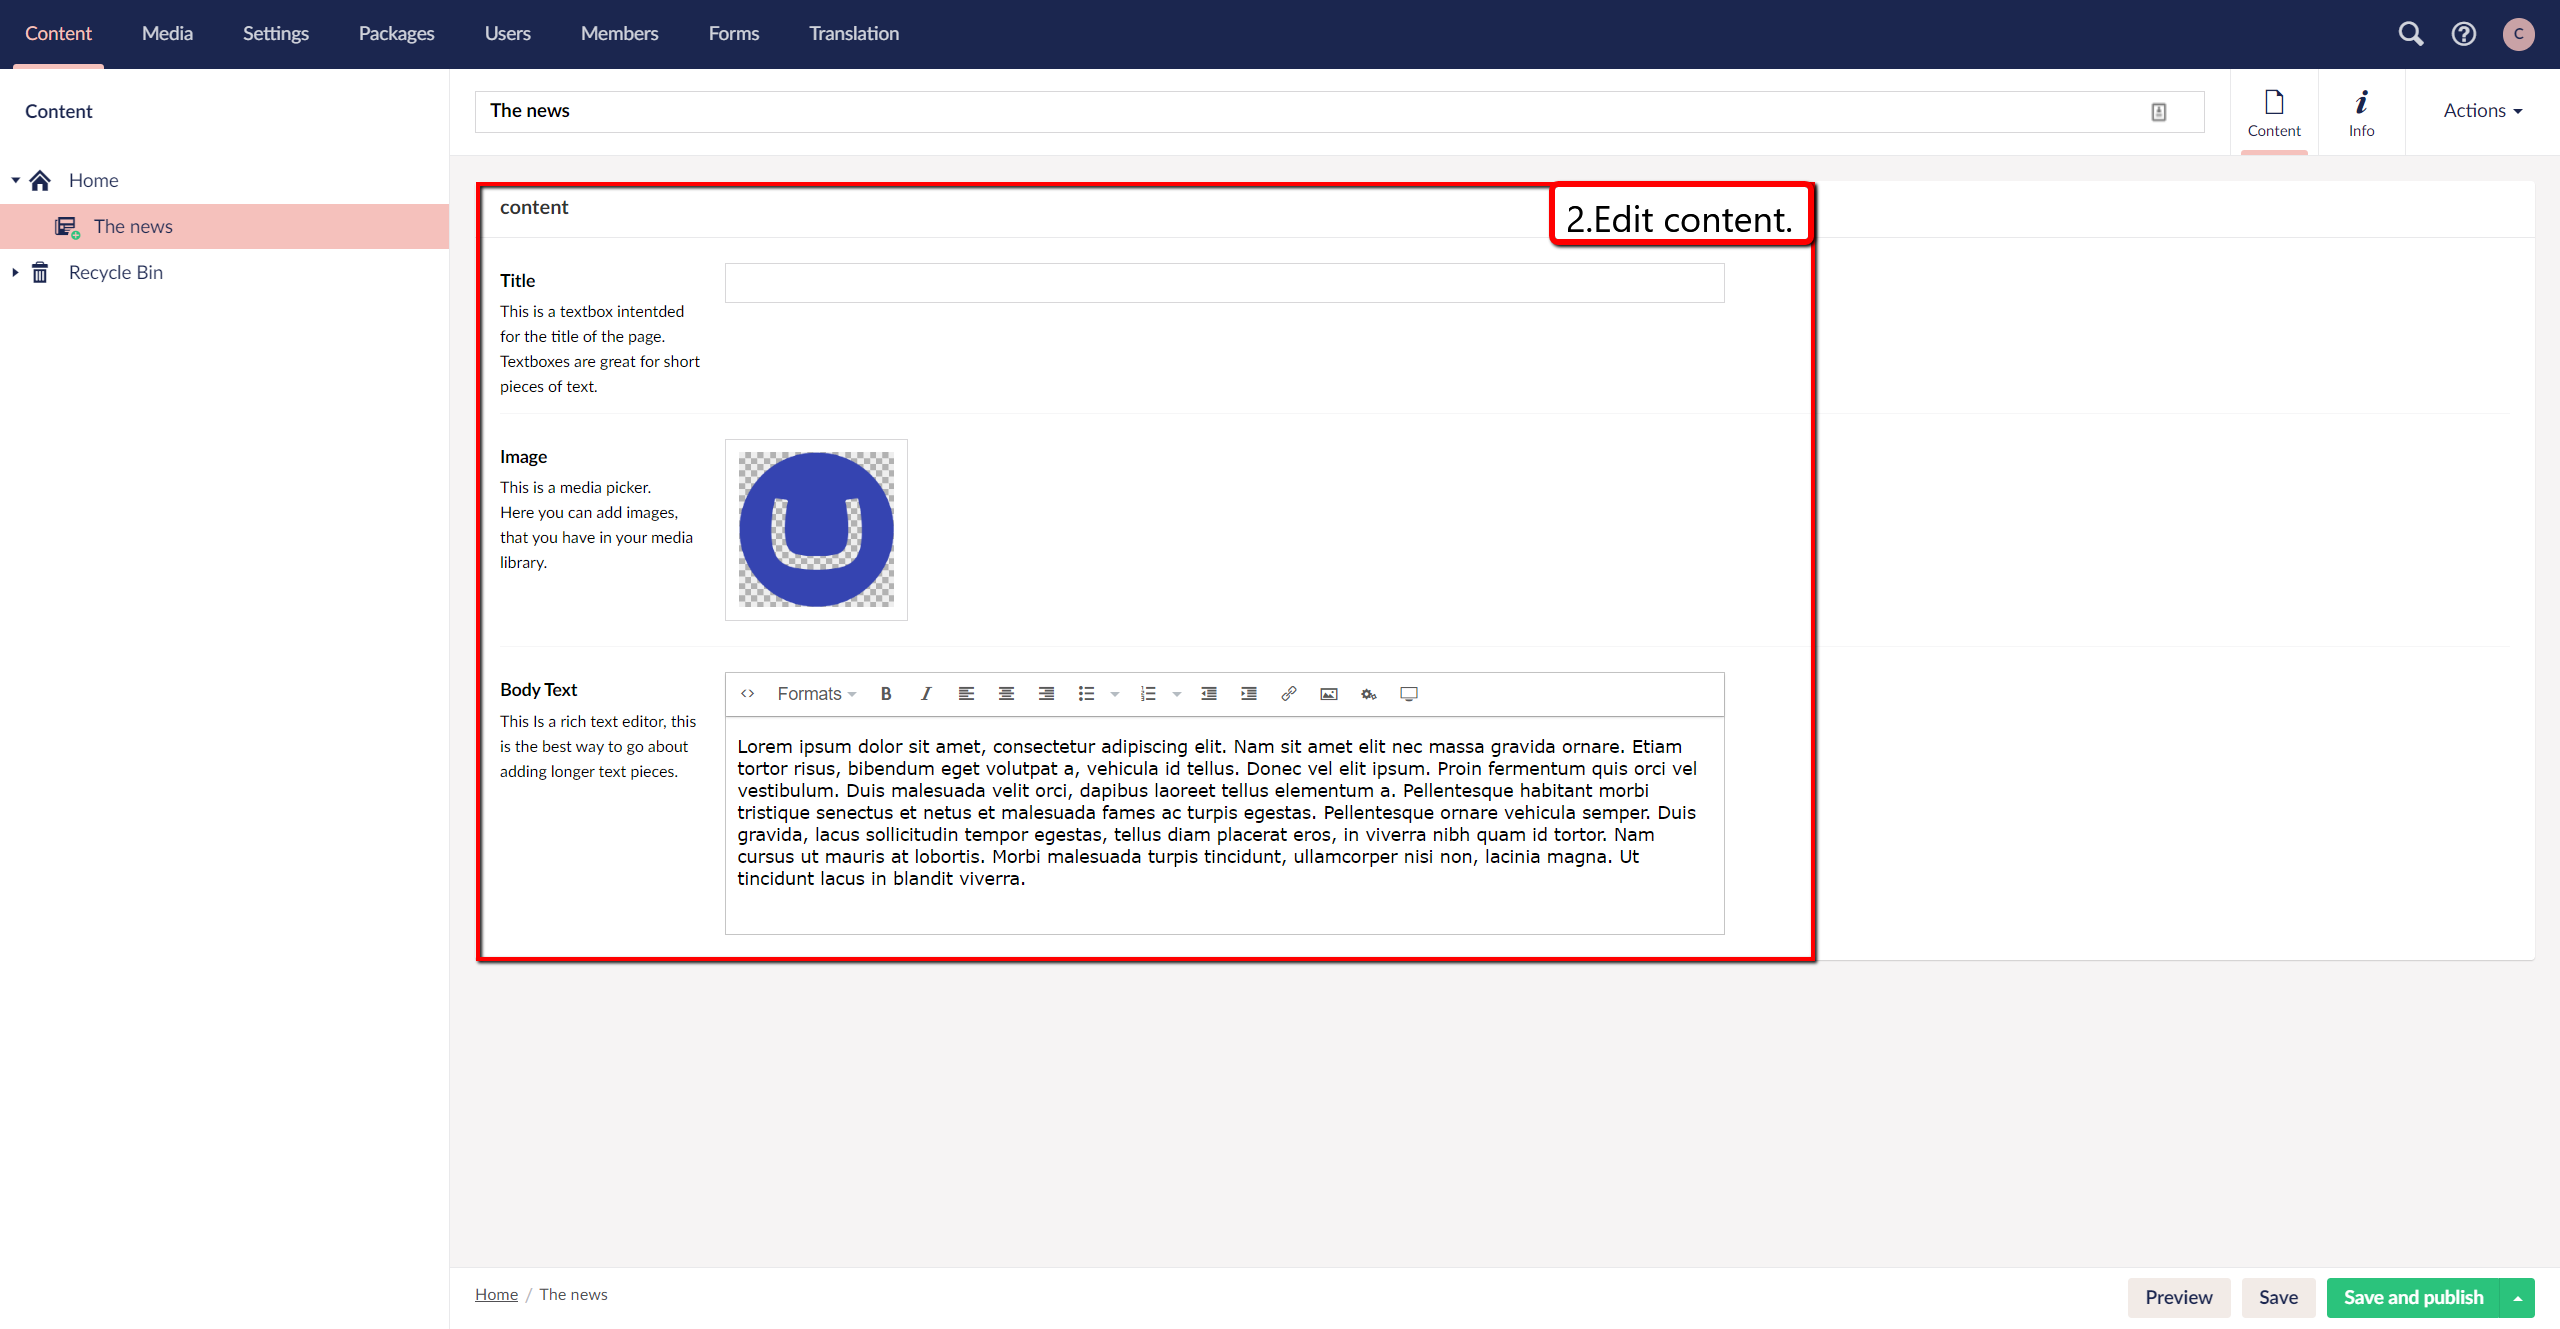 Content Media Settings Packages Users Members Forms Translation
C
Content
Home
The news
Recycle Bin
The news
Content
Info
Actions
content
2.Edit content.
Title
This is a textbox intentded
for the title of the page.
Textboxes are great for short
pieces of text.
Image
This is a media picker.
Here you can add images,
that you have in your media
library.
Body Text
This Is a rich text editor, this
is the best way to go about
adding longer text pieces.
Formats B I
Lorem ipsum dolor sit amet, consectetur adipiscing elit. Nam sit amet elit nec massa gravida ornare. Etiam
tortor risus, bibendum eget volutpat a, vehicula id tellus. Donec vel elit ipsum. Proin fermentum quis orci vel
vestibulum. Duis malesuada velit orci, dapibus laoreet tellus elementum a. Pellentesque habitant morbi
tristique senectus et netus et malesuada fames ac turpis egestas. Pellentesque ornare vehicula semper. Duis
gravida, lacus sollicitudin tempor egestas, tellus diam placerat eros, in viverra nibh quam id tortor. Nam
cursus ut mauris at lobortis. Morbi malesuada turpis tincidunt, ullamcorper nisi non, lacinia magna. Ut
tincidunt lacus in blandit viverra.
Home / The news
Preview Save Save and publish